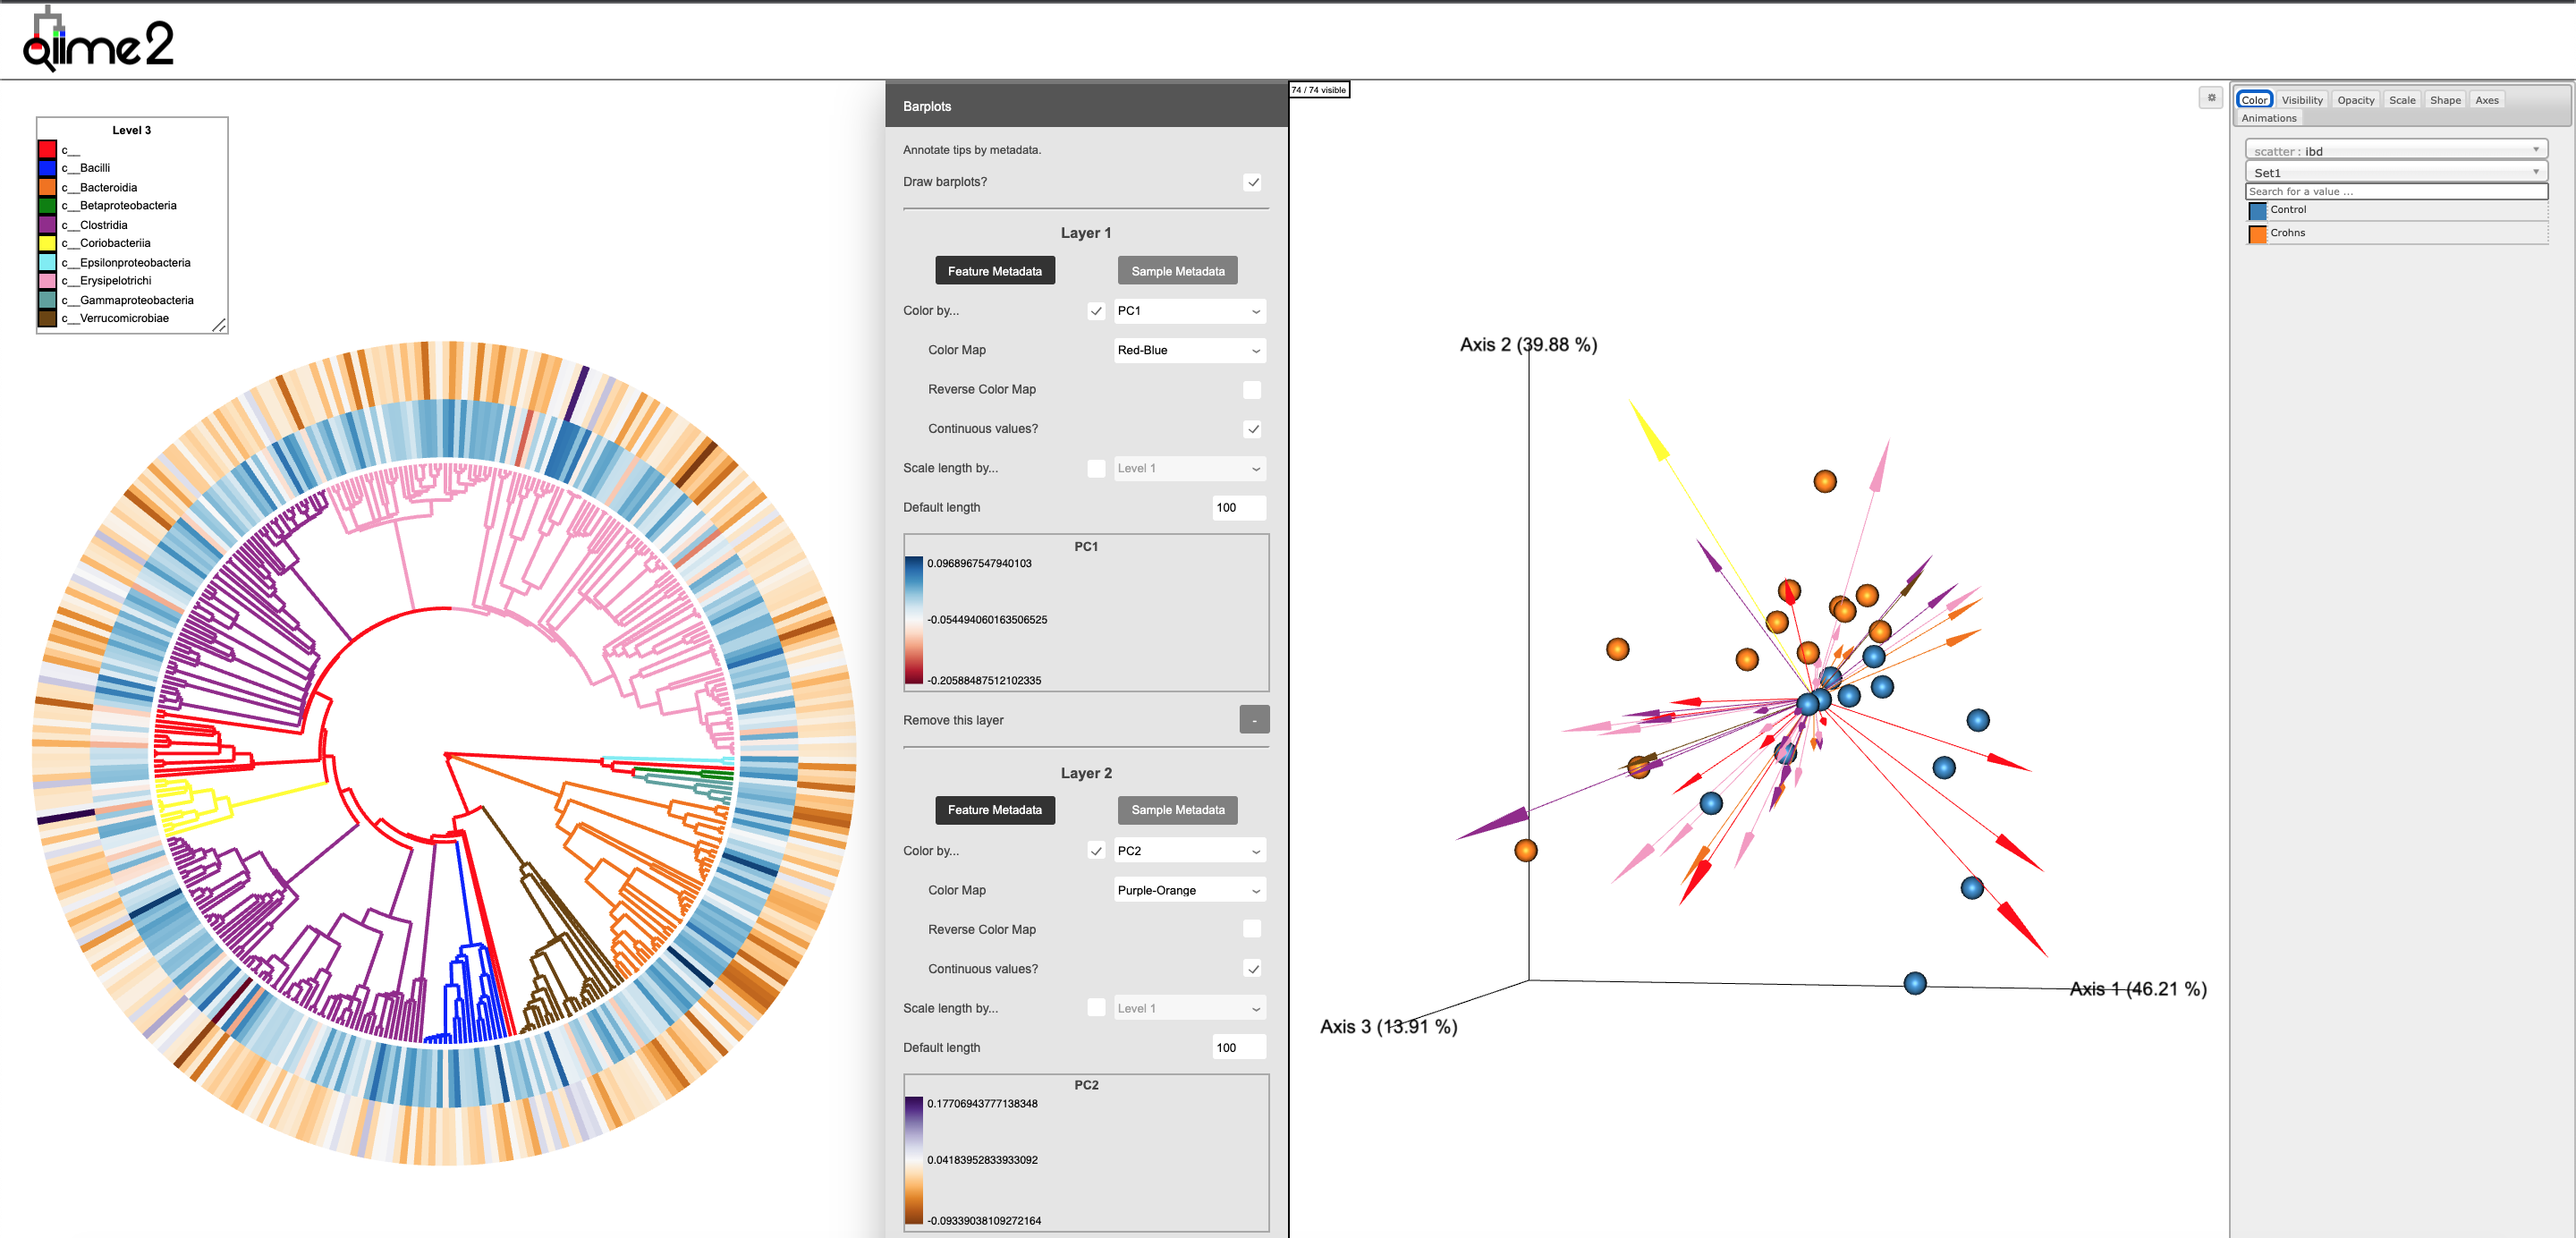 qiime2
Level 3
c__
c__Bacilli
c__Bacteroidia
c__Betaproteobacteria
c__Clostridia
c__Coriobacteriia
c__Epsilonproteobacteria
c__Erysipelotrichi
c__Gammaproteobacteria
c__Verrucomicrobiae
Barplots
Annotate tips by metadata.
Draw barplots?
Layer 1
Feature Metadata Sample Metadata
Color by... PC1
Color Map Red-Blue
Reverse Color Map
Continuous values?
Scale length by... Level 1
Default length 100
PC1
0.0968967547940103
-0.054494060163506525
-0.20588487512102335
Remove this layer -
Layer 2
Feature Metadata Sample Metadata
Color by... PC2
Color Map Purple-Orange
Reverse Color Map
Continuous values?
Scale length by... Level 1
Default length 100
PC2
0.17706943777138348
0.04183952833933092
-0.09339038109272164
74 / 74 visible
Axis 2 (39.88 %)
Axis 1 (46.21 %)
Axis 3 (13.91 %)
Color Visibility Opacity Scale Shape Axes
Animations
scatter : ibd
Set1
Search for a value ...
Control
Crohns